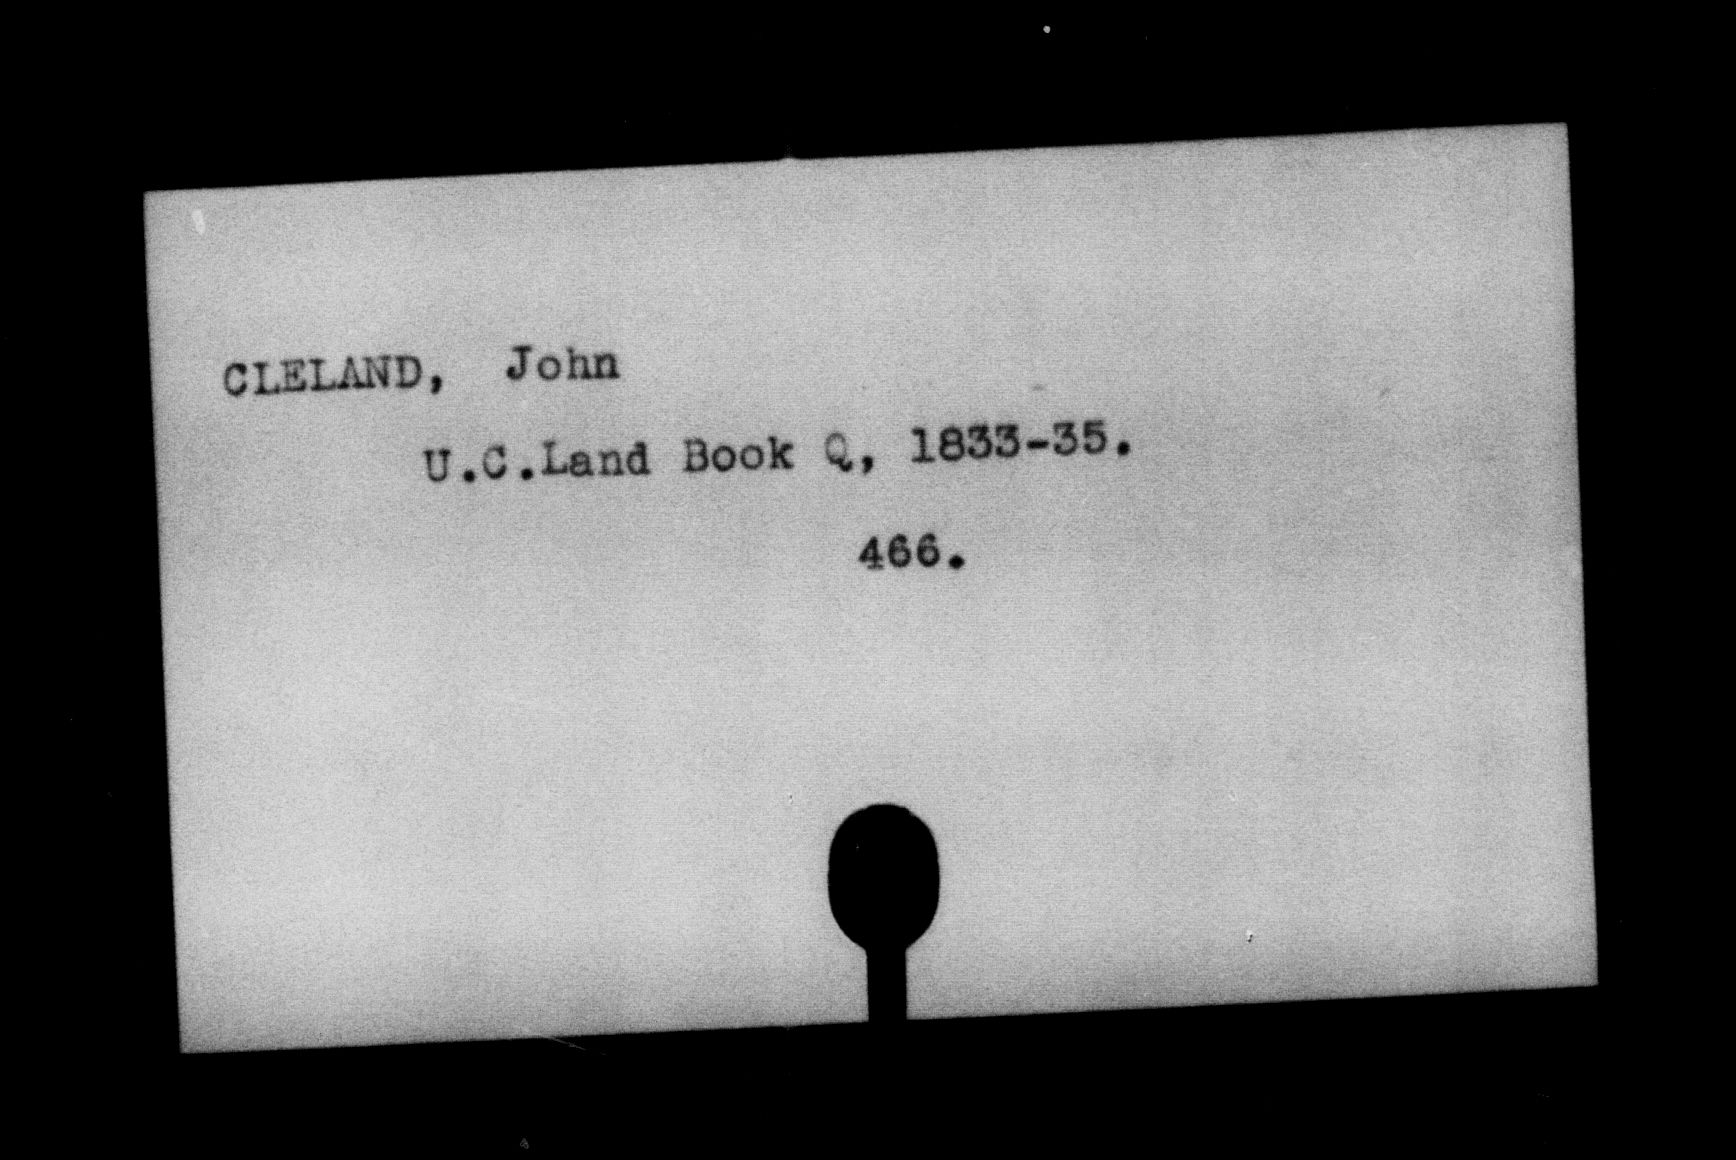 CLELAND, John
U.C.Land Book Q, 1833-35.
466.